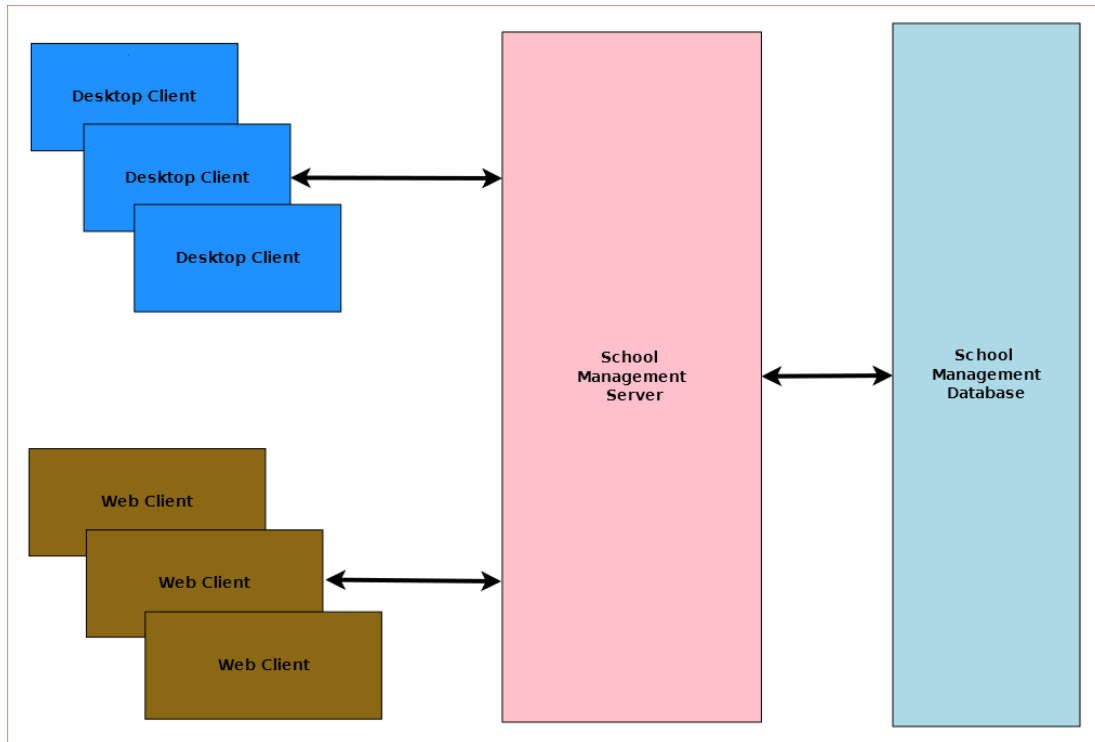 Desktop Client
Desktop Client
Desktop Client
School
Management
Server
School
Management
Database
Web Client
Web Client
Web Client